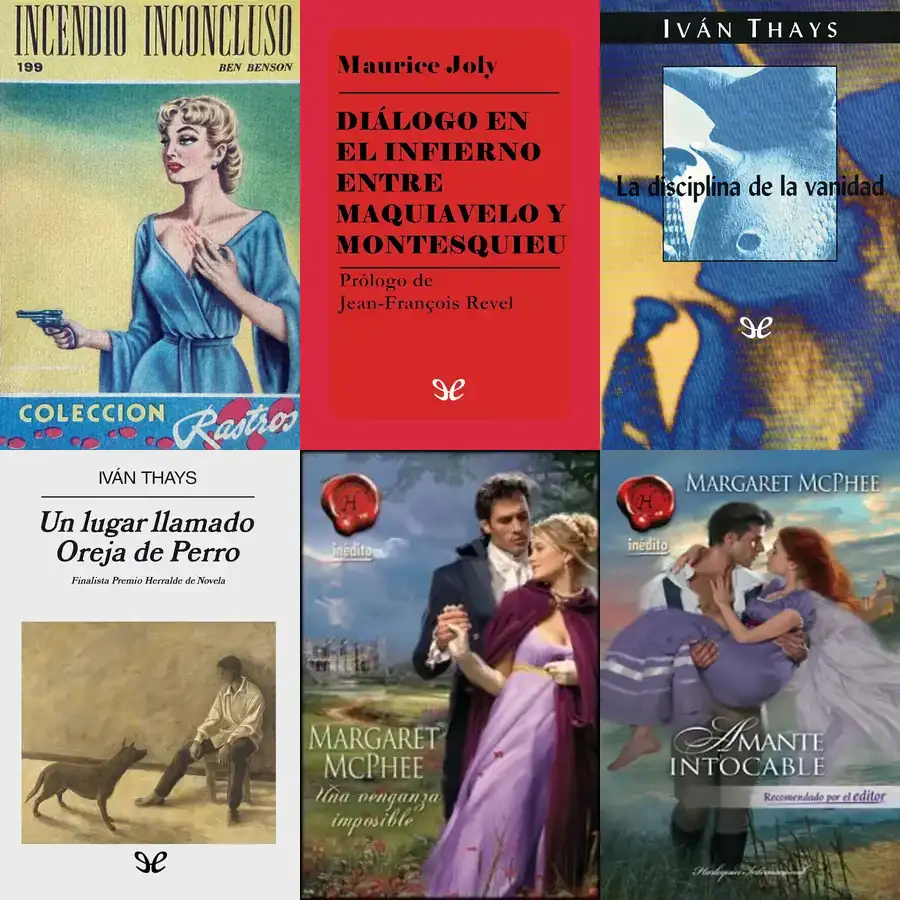 INCENDIO INCONCLUSO
199
BEN BENSON
COLECCION
Rastros
Maurice Joly
DIÁLOGO EN
EL INFIERNO
ENTRE
MAQUIAVELO Y
MONTESQUIEU
Prólogo de
Jean-François Revel
IVÁN THAYS
La disciplina de la vanidad
IVÁN THAYS
Un lugar llamado
Oreja de Perro
Finalista Premio Herralde de Novela
H
inédito
MARGARET
MCPHEE
Una venganza
imposible
MARGARET MCPHEE
H
inédito
AMANTE
INTOCABLE
Recomendado por el editor
Harlequin Internacional